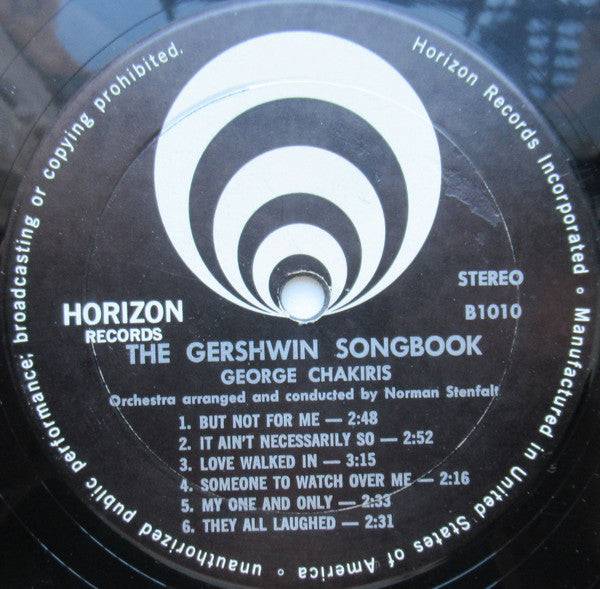 unauthorized public performance; broadcasting or copying prohibited.
Horizon Records Incorporated ∘ Manufactured in United States of America ∘
STEREO
B1010
HORIZON
RECORDS
THE GERSHWIN SONGBOOK
GEORGE CHAKIRIS
Orchestra arranged and conducted by Norman Stenfalt
1. BUT NOT FOR ME — 2:48
2. IT AIN'T NECESSARILY SO — 2:52
3. LOVE WALKED IN — 3:15
4. SOMEONE TO WATCH OVER ME — 2:16
5. MY ONE AND ONLY — 2:33
6. THEY ALL LAUGHED — 2:31